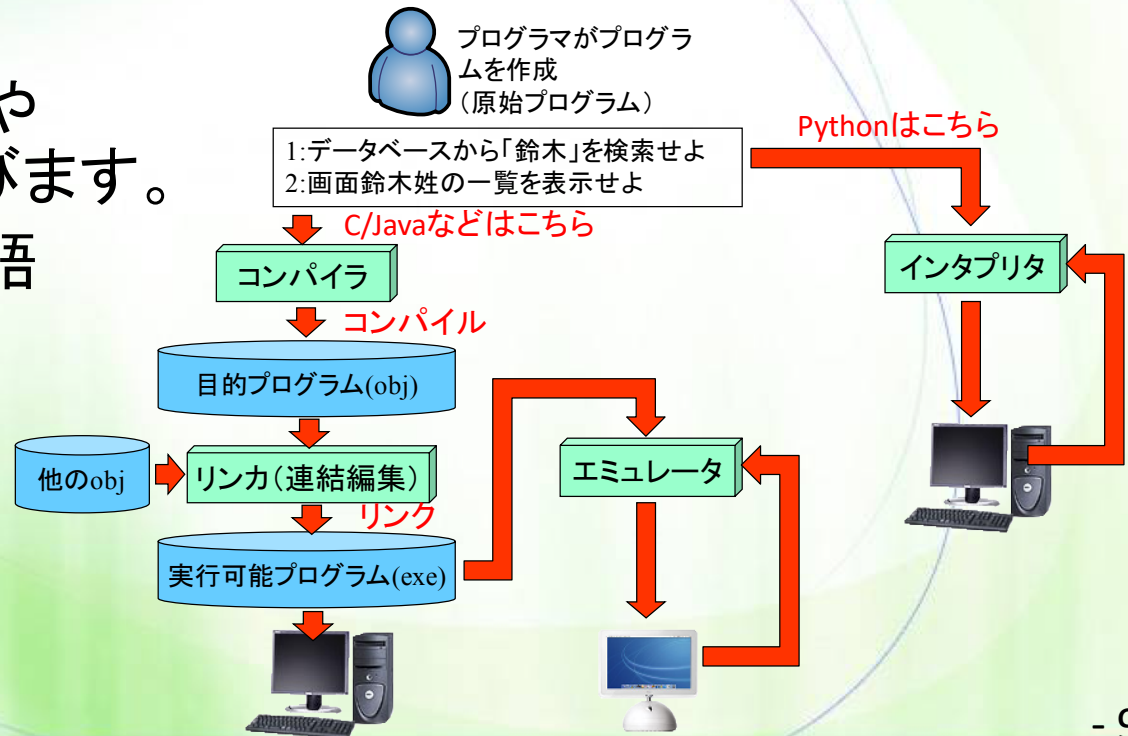 プログラマがプログラ
ムを作成
(原始プログラム)
や
びます。
語
Pythonはこちら
1:データベースから「鈴木」を検索せよ
2:画面鈴木姓の一覧を表示せよ
C/Javaなどはこちら
コンパイラ
インタプリタ
コンパイル
目的プログラム(obj)
他のobj
リンカ(連結編集)
エミュレータ
リンク
実行可能プログラム(exe)